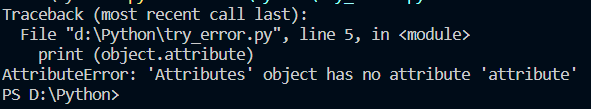 Traceback (most recent call last):
  File "d:\Python\try_error.py", line 5, in <module>
    print (object.attribute)
AttributeError: 'Attributes' object has no attribute 'attribute'
PS D:\Python>